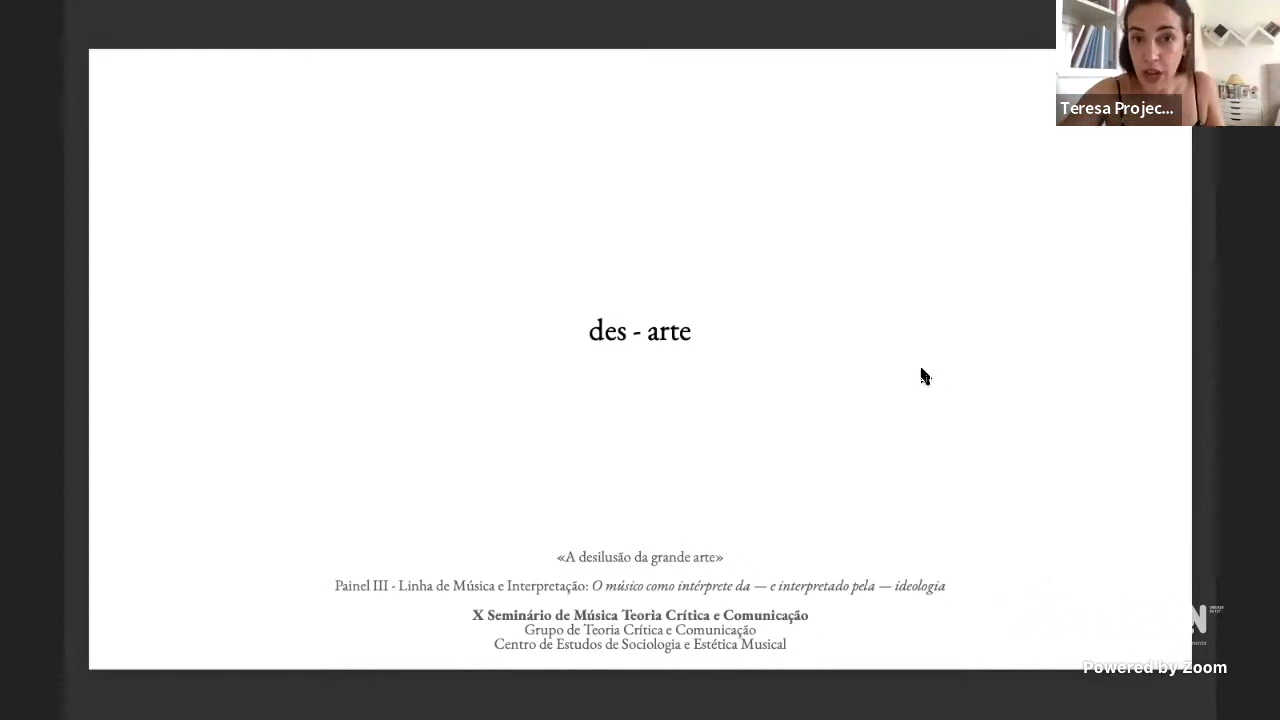 Teresa Projec...
des - arte
«A desilusão da grande arte»
Painel III - Linha de Música e Interpretação: O músico como intérprete da — e interpretado pela — ideologia
X Seminário de Música Teoria Crítica e Comunicação
Grupo de Teoria Crítica e Comunicação
Centro de Estudos de Sociologia e Estética Musical
N
Powered by Zoom